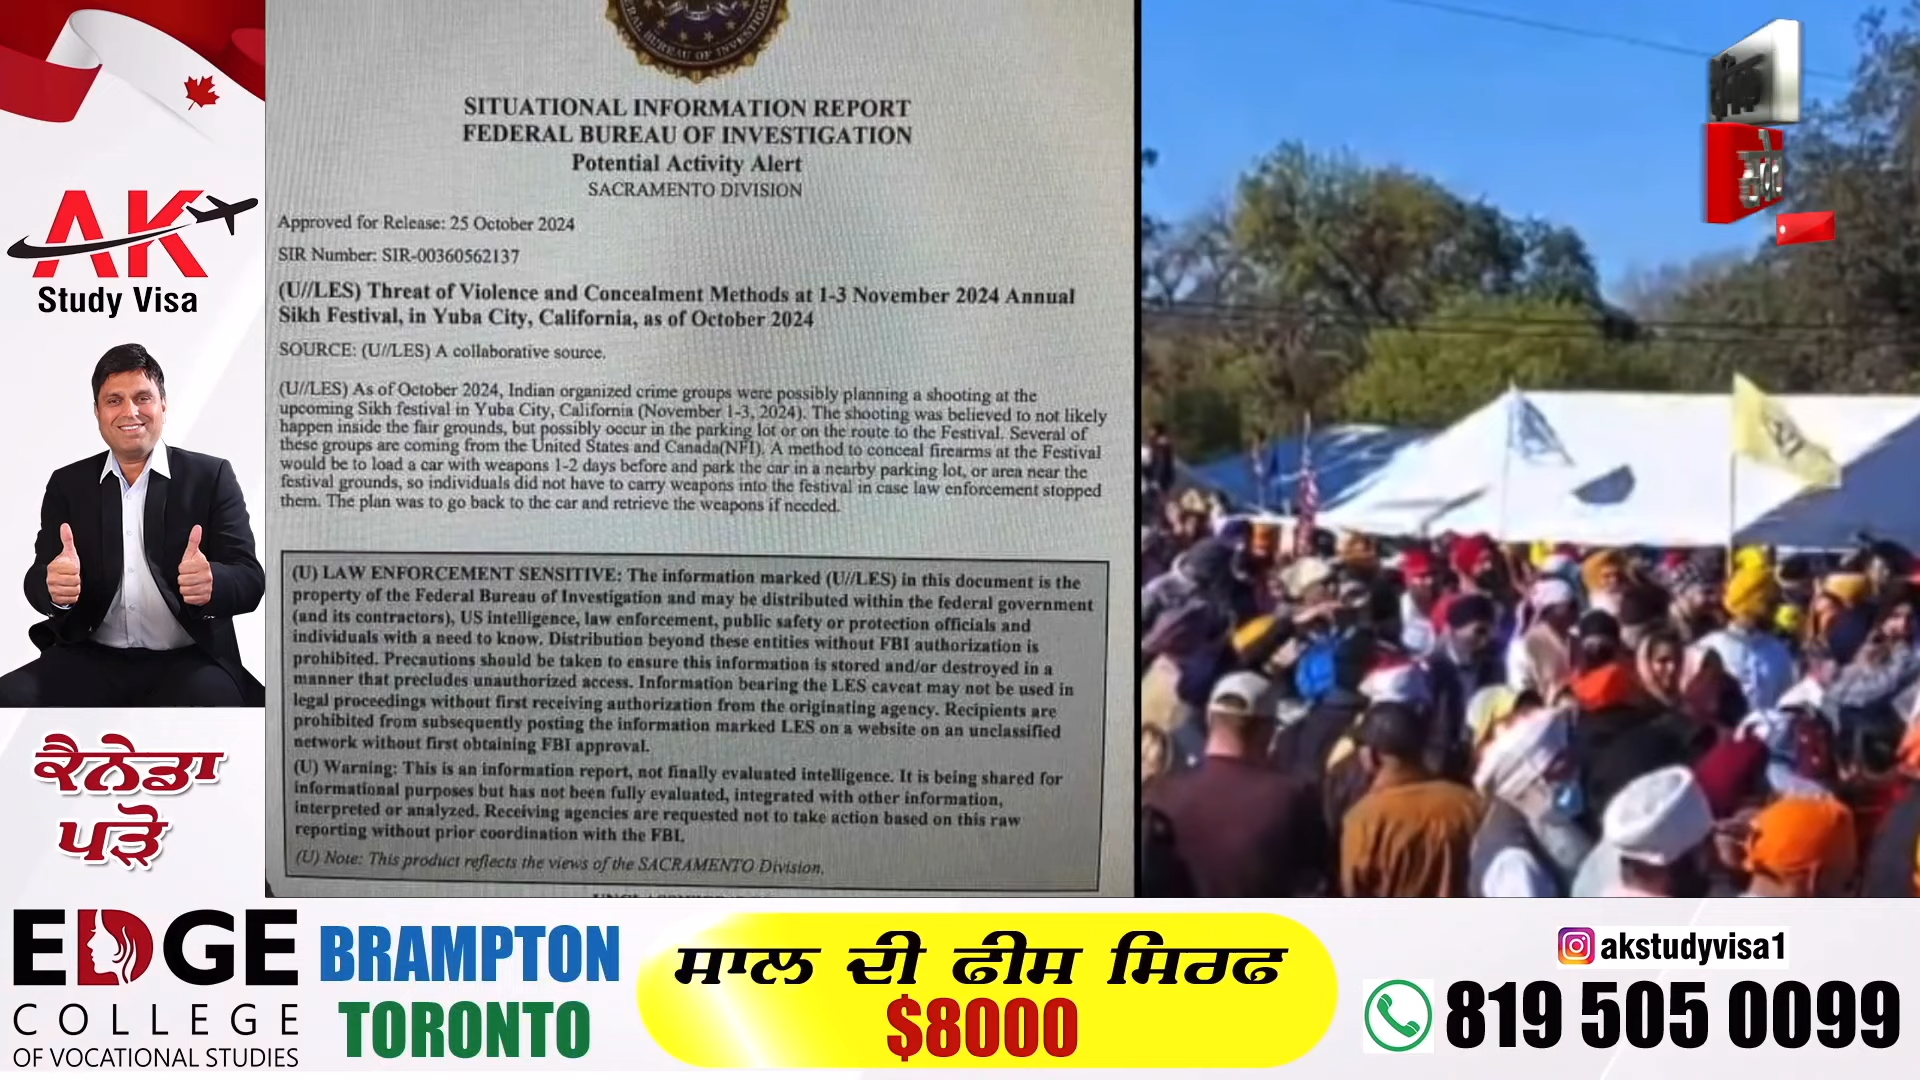 FEDERAL BUREAU OF INVESTIGATION
SITUATIONAL INFORMATION REPORT
FEDERAL BUREAU OF INVESTIGATION
Potential Activity Alert
SACRAMENTO DIVISION
Approved for Release: 25 October 2024
SIR Number: SIR-00360562137
(U//LES) Threat of Violence and Concealment Methods at 1-3 November 2024 Annual
Sikh Festival, in Yuba City, California, as of October 2024
SOURCE: (U//LES) A collaborative source.
(U//LES) As of October 2024, Indian organized crime groups were possibly planning a shooting at the
upcoming Sikh festival in Yuba City, California (November 1-3, 2024). The shooting was believed to not likely
happen inside the fair grounds, but possibly occur in the parking lot or on the route to the Festival. Several of
these groups are coming from the United States and Canada(NFI). A method to conceal firearms at the Festival
would be to load a car with weapons 1-2 days before and park the car in a nearby parking lot, or area near the
festival grounds, so individuals did not have to carry weapons into the festival in case law enforcement stopped
them. The plan was to go back to the car and retrieve the weapons if needed.
(U) LAW ENFORCEMENT SENSITIVE: The information marked (U//LES) in this document is the
property of the Federal Bureau of Investigation and may be distributed within the federal government
(and its contractors), US intelligence, law enforcement, public safety or protection officials and
individuals with a need to know. Distribution beyond these entities without FBI authorization is
prohibited. Precautions should be taken to ensure this information is stored and/or destroyed in a
manner that precludes unauthorized access. Information bearing the LES caveat may not be used in
legal proceedings without first receiving authorization from the originating agency. Recipients are
prohibited from subsequently posting the information marked LES on a website on an unclassified
network without first obtaining FBI approval.
(U) Warning: This is an information report, not finally evaluated intelligence. It is being shared for
informational purposes but has not been fully evaluated, integrated with other information,
interpreted or analyzed. Receiving agencies are requested not to take action based on this raw
reporting without prior coordination with the FBI.
(U) Note: This product reflects the views of the SACRAMENTO Division.
AK
Study Visa
ਕੈਨੇਡਾ
ਪੜੋ
EDGE
COLLEGE
OF VOCATIONAL STUDIES
BRAMPTON
TORONTO
ਸਾਲ ਦੀ ਫੀਸ ਸਿਰਫ
$8000
akstudyvisa1
819 505 0099